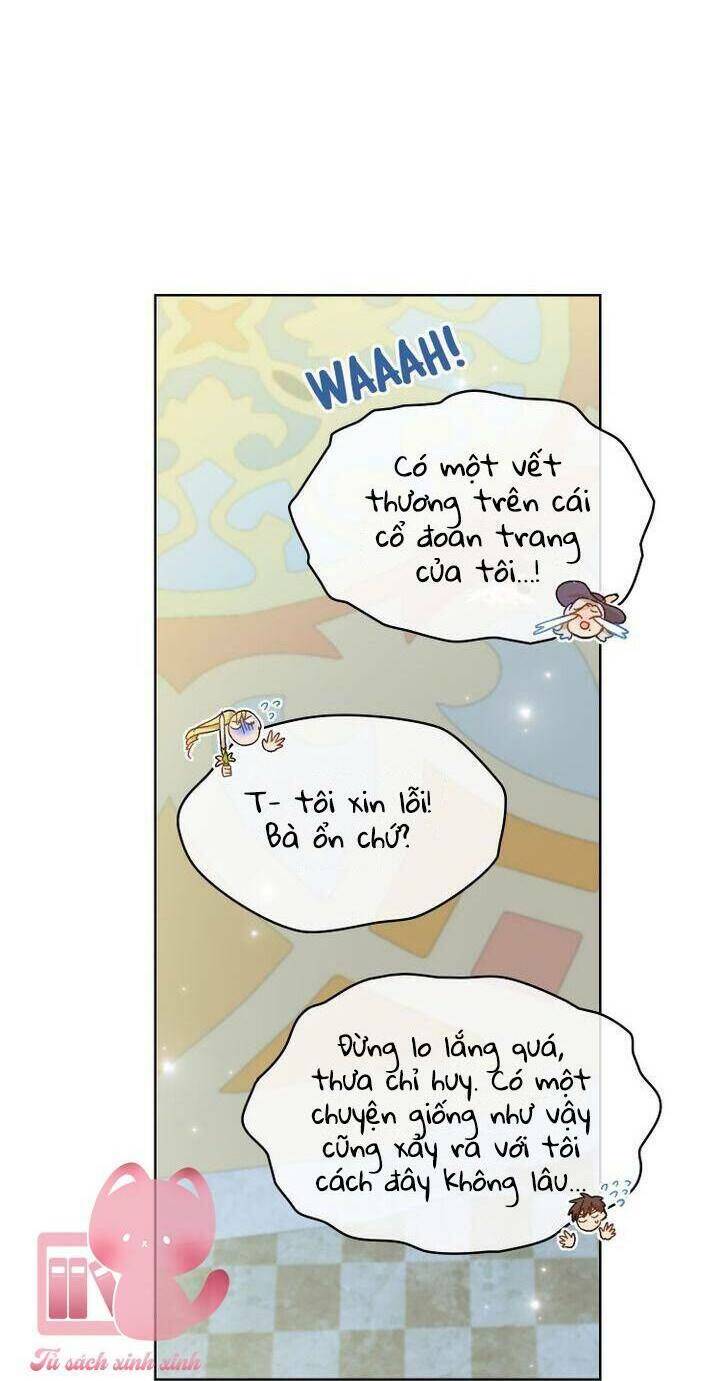 WAAAH!
Có một vết
thương trên cái
cổ đoan trang
của tôi...!
T- tôi xin lỗi!
Bà ổn chứ?
Đừng lo lắng quá,
thưa chỉ huy. Có một
chuyện giống như vậy
cũng xảy ra với tôi
cách đây không lâu...
Tủ sách xinh xinh